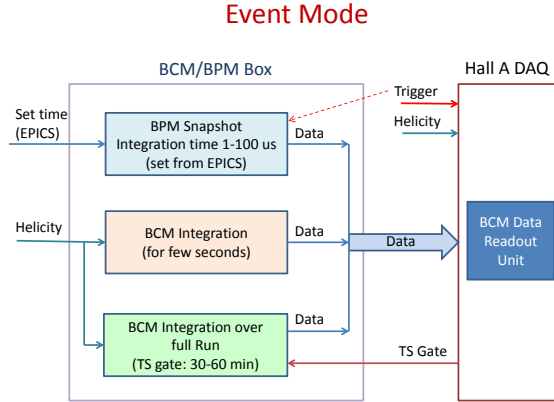 Event Mode
BCM/BPM Box
Hall A DAQ
Set time
(EPICS)
BPM Snapshot
Integration time 1-100 us
(set from EPICS)
Data
Trigger
Helicity
Helicity
BCM Integration
(for few seconds)
Data
Data
BCM Data
Readout
Unit
BCM Integration over
full Run
(TS gate: 30-60 min)
Data
TS Gate